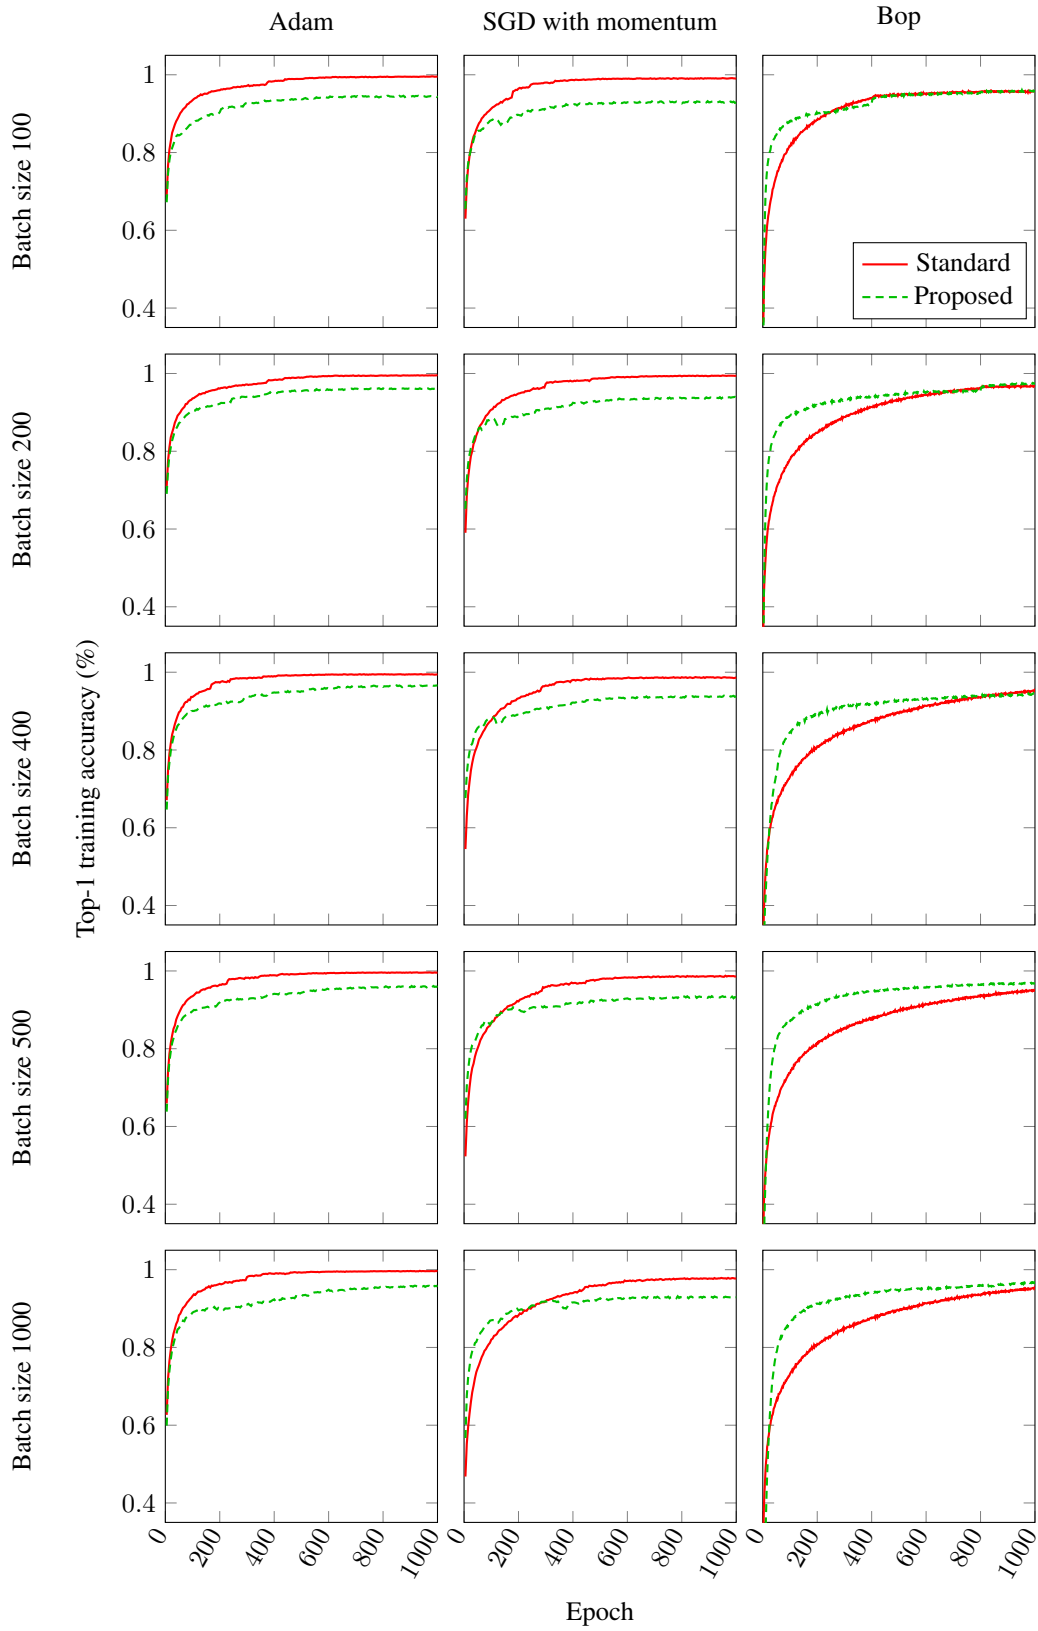 Adam
SGD with momentum
Bop
Batch size 100
1
0.8
0.6
0.4
Standard
Proposed
Batch size 200
1
0.8
0.6
0.4
Top-1 training accuracy (%)
Batch size 400
1
0.8
0.6
0.4
Batch size 500
1
0.8
0.6
0.4
Batch size 1000
1
0.8
0.6
0.4
0 200 400 600 800 1000
0 200 400 600 800 1000
0 200 400 600 800 1000
Epoch